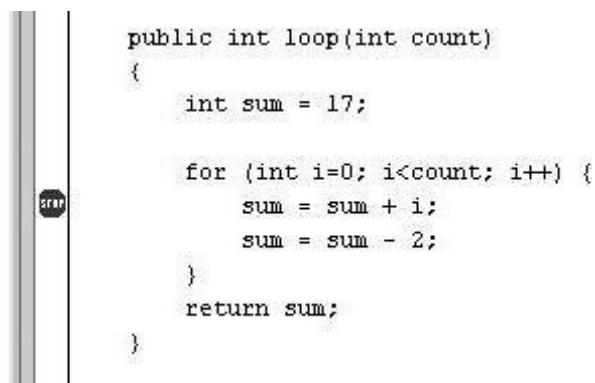 public int loop(int count)
{
int sum = 17;
for (int i=0; i<count; i++) {
STOP
sum = sum + i;
sum = sum - 2;
}
return sum;
}